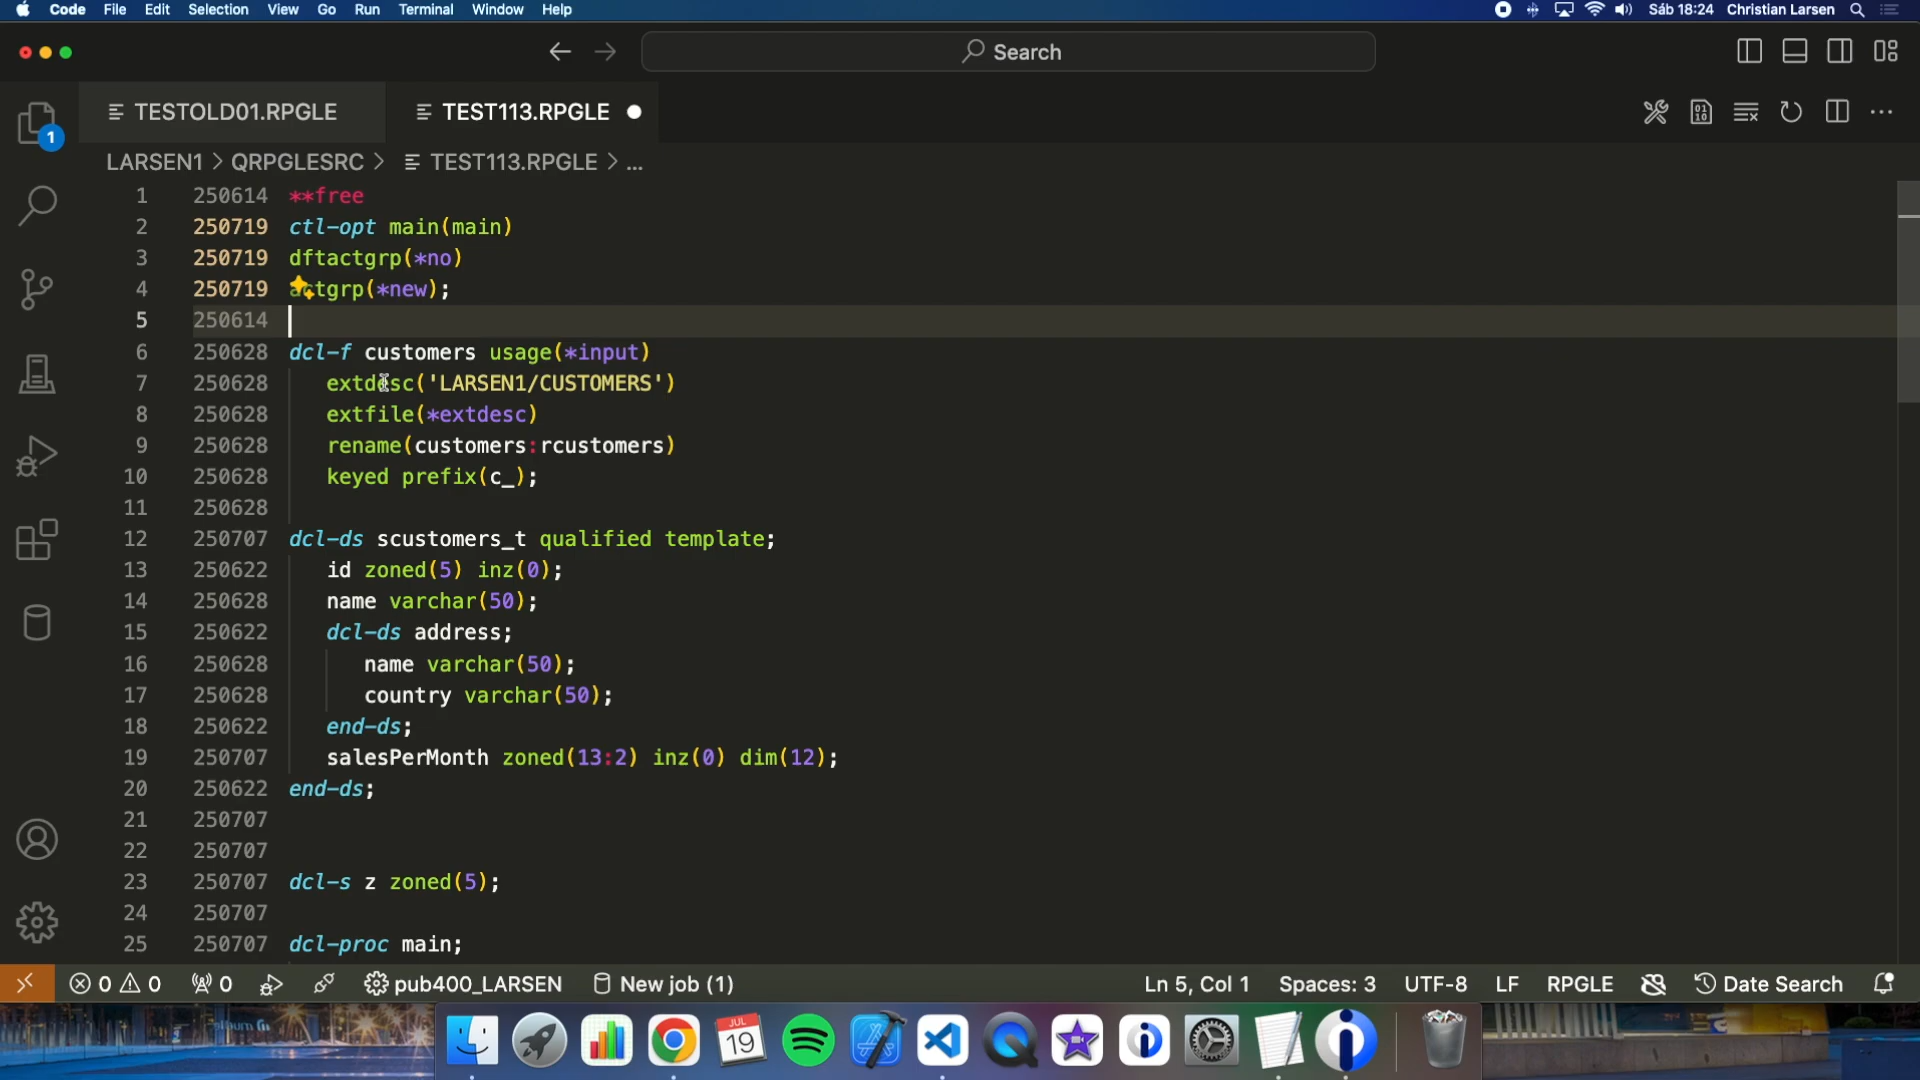 Code File Edit Selection View Go Run Terminal Window Help Sáb 18:24 Christian Larsen
Search
TESTOLD01.RPGLE TEST113.RPGLE
1
LARSEN1 > QRPGLESRC > TEST113.RPGLE > ...
1 250614 **free
2 250719 ctl-opt main(main)
3 250719 dftactgrp(*no)
4 250719 actgrp(*new);
5 250614
6 250628 dcl-f customers usage(*input)
7 250628 extdesc('LARSEN1/CUSTOMERS')
8 250628 extfile(*extdesc)
9 250628 rename(customers:rcustomers)
10 250628 keyed prefix(c_);
11 250628
12 250707 dcl-ds scustomers_t qualified template;
13 250622 id zoned(5) inz(0);
14 250628 name varchar(50);
15 250622 dcl-ds address;
16 250628 name varchar(50);
17 250628 country varchar(50);
18 250622 end-ds;
19 250707 salesPerMonth zoned(13:2) inz(0) dim(12);
20 250622 end-ds;
21 250707
22 250707
23 250707 dcl-s z zoned(5);
24 250707
25 250707 dcl-proc main;
0 0 0 pub400_LARSEN New job (1) Ln 5, Col 1 Spaces: 3 UTF-8 LF RPGLE Date Search
JUL
19